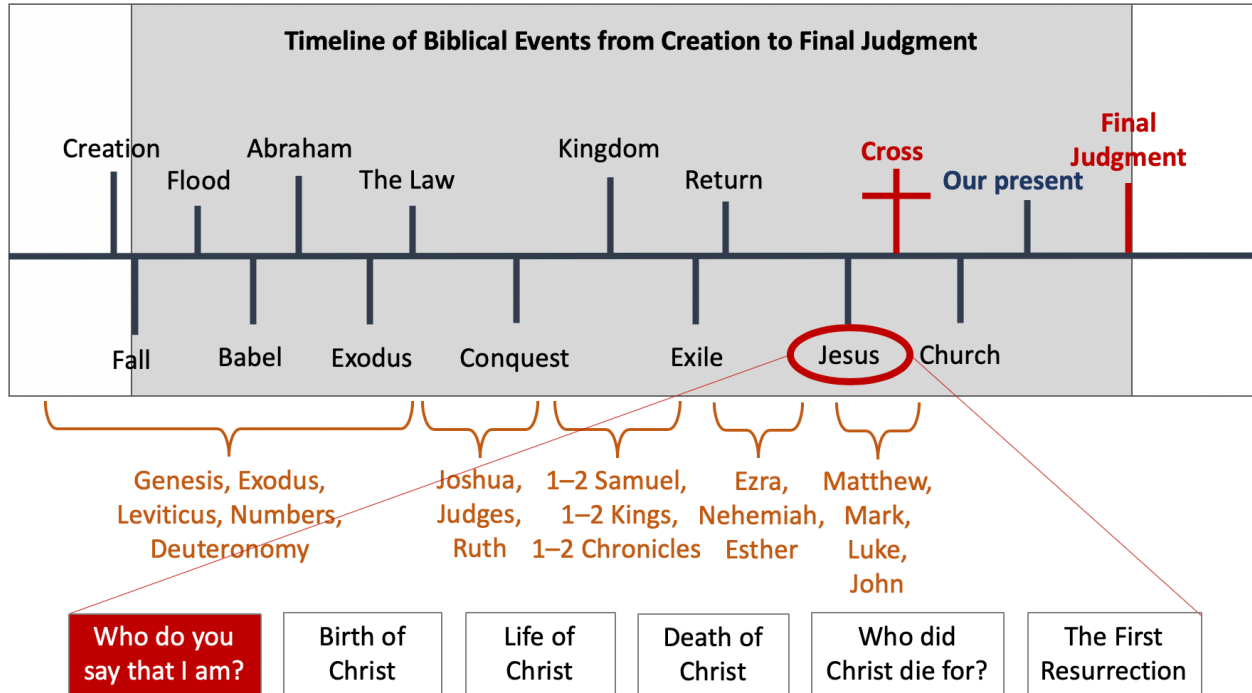 Timeline of Biblical Events from Creation to Final Judgment
Creation
Flood
Abraham
The Law
Kingdom
Return
Cross
Our present
Final
Judgment
Fall
Babel
Exodus
Conquest
Exile
Jesus
Church
Genesis, Exodus,
Leviticus, Numbers,
Deuteronomy
Joshua,
Judges,
Ruth
1–2 Samuel,
1–2 Kings,
1–2 Chronicles
Ezra,
Nehemiah,
Esther
Matthew,
Mark,
Luke,
John
Who do you
say that I am?
Birth of
Christ
Life of
Christ
Death of
Christ
Who did
Christ die for?
The First
Resurrection